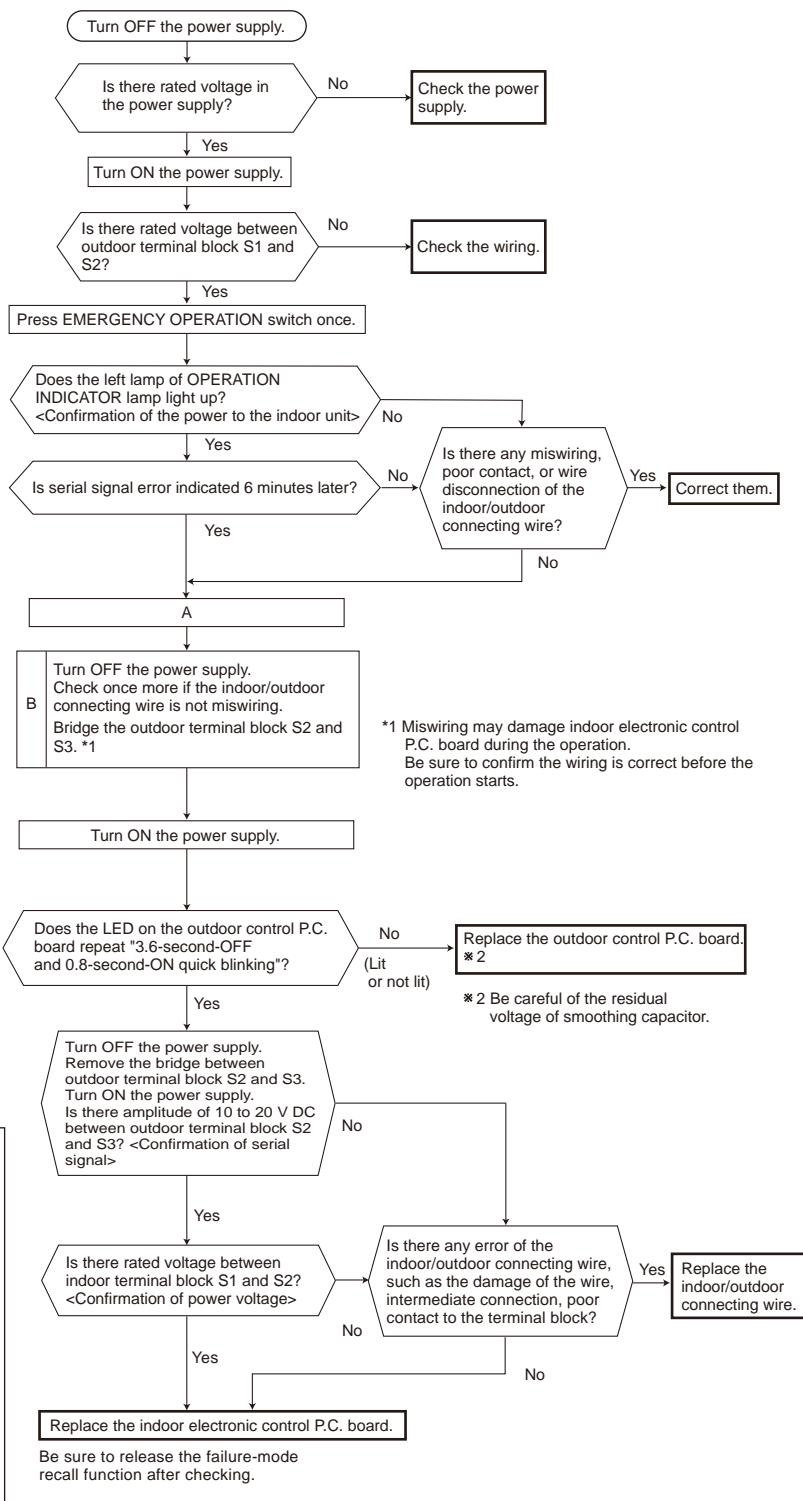 Turn OFF the power supply.
Is there rated voltage in
the power supply?
No
Check the power
supply.
Yes
Turn ON the power supply.
Is there rated voltage between
outdoor terminal block S1 and
S2?
No
Check the wiring.
Yes
Press EMERGENCY OPERATION switch once.
Does the left lamp of OPERATION
INDICATOR lamp light up?
<Confirmation of the power to the indoor unit>
No
Yes
Is serial signal error indicated 6 minutes later?
No
Is there any miswiring,
poor contact, or wire
disconnection of the
indoor/outdoor
connecting wire?
Yes
Correct them.
Yes
No
A
B
Turn OFF the power supply.
Check once more if the indoor/outdoor
connecting wire is not miswiring.
Bridge the outdoor terminal block S2 and
S3. *1
*1 Miswiring may damage indoor electronic control
P.C. board during the operation.
Be sure to confirm the wiring is correct before the
operation starts.
Turn ON the power supply.
Does the LED on the outdoor control P.C.
board repeat "3.6-second-OFF
and 0.8-second-ON quick blinking"?
No
(Lit
or not lit)
Replace the outdoor control P.C. board.
※ 2
※ 2 Be careful of the residual
voltage of smoothing capacitor.
Yes
Turn OFF the power supply.
Remove the bridge between
outdoor terminal block S2 and S3.
Turn ON the power supply.
Is there amplitude of 10 to 20 V DC
between outdoor terminal block S2
and S3? <Confirmation of serial
signal>
No
Yes
Is there rated voltage between
indoor terminal block S1 and S2?
<Confirmation of power voltage>
No
Is there any error of the
indoor/outdoor connecting wire,
such as the damage of the wire,
intermediate connection, poor
contact to the terminal block?
Yes
Replace the
indoor/outdoor
connecting wire.
Yes
No
Replace the indoor electronic control P.C. board.
Be sure to release the failure-mode
recall function after checking.